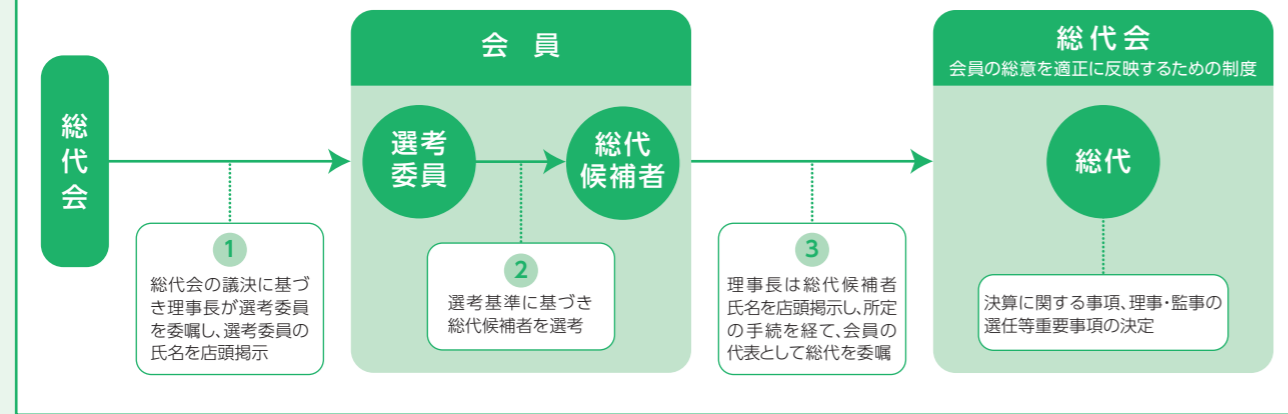 総代会
会員
総代会
会員の総意を適正に反映するための制度
選考
委員
総代
候補者
総代
1
総代会の議決に基づ
き理事長が選考委員
を委嘱し、選考委員の
氏名を店頭掲示
2
選考基準に基づき
総代候補者を選考
3
理事長は総代候補者
氏名を店頭掲示し、所定
の手続を経て、会員の
代表として総代を委嘱
決算に関する事項、理事・監事の
選任等重要事項の決定